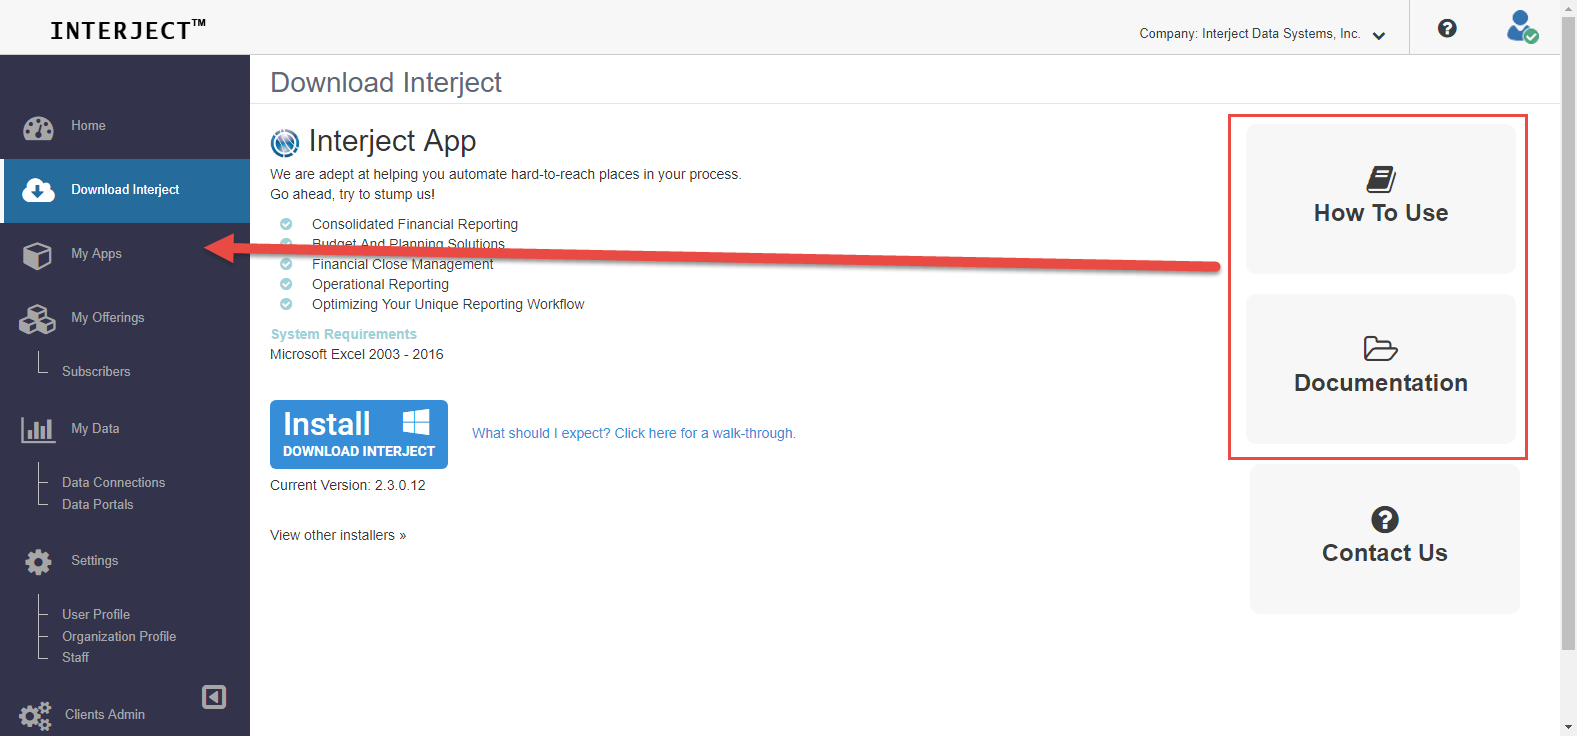 INTERJECT™
Company: Interject Data Systems, Inc.
Home
Download Interject
My Apps
My Offerings
Subscribers
My Data
Data Connections
Data Portals
Settings
User Profile
Organization Profile
Staff
Clients Admin
Download Interject
Interject App
We are adept at helping you automate hard-to-reach places in your process.
Go ahead, try to stump us!
Consolidated Financial Reporting
Budget And Planning Solutions
Financial Close Management
Operational Reporting
Optimizing Your Unique Reporting Workflow
System Requirements
Microsoft Excel 2003 - 2016
Install
DOWNLOAD INTERJECT
What should I expect? Click here for a walk-through.
Current Version: 2.3.0.12
View other installers »
How To Use
Documentation
Contact Us